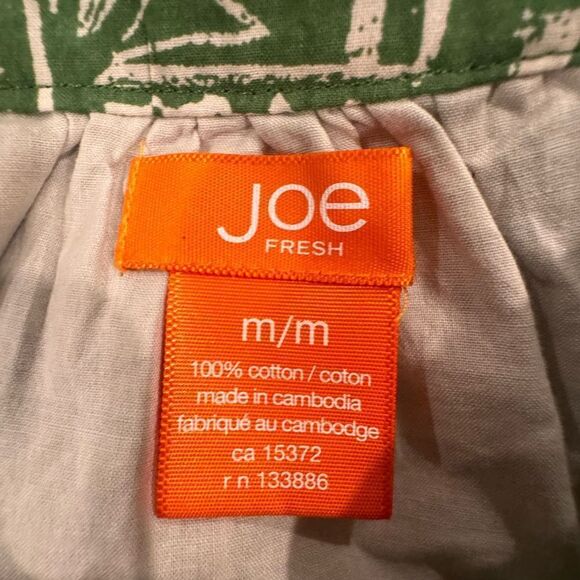 Joe
FRESH
m/m
100% cotton / coton
made in cambodia
fabriqué au cambodge
ca 15372
r n 133886